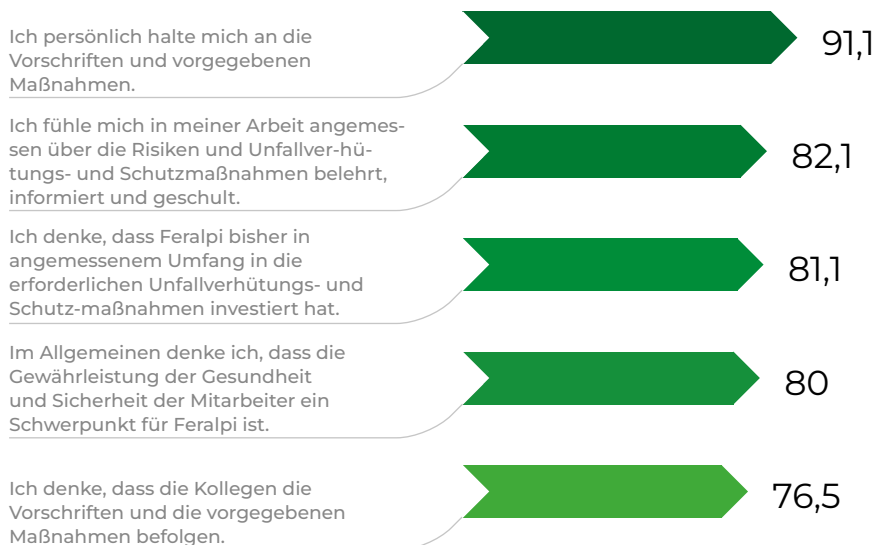 Ich persönlich halte mich an die
Vorschriften und vorgegebenen
Maßnahmen.
91,1
Ich fühle mich in meiner Arbeit angemes-
sen über die Risiken und Unfallver-hü-
tungs- und Schutzmaßnahmen belehrt,
informiert und geschult.
82,1
Ich denke, dass Feralpi bisher in
angemessenem Umfang in die
erforderlichen Unfallverhütungs- und
Schutz-maßnahmen investiert hat.
81,1
Im Allgemeinen denke ich, dass die
Gewährleistung der Gesundheit
und Sicherheit der Mitarbeiter ein
Schwerpunkt für Feralpi ist.
80
Ich denke, dass die Kollegen die
Vorschriften und die vorgegebenen
Maßnahmen befolgen.
76,5